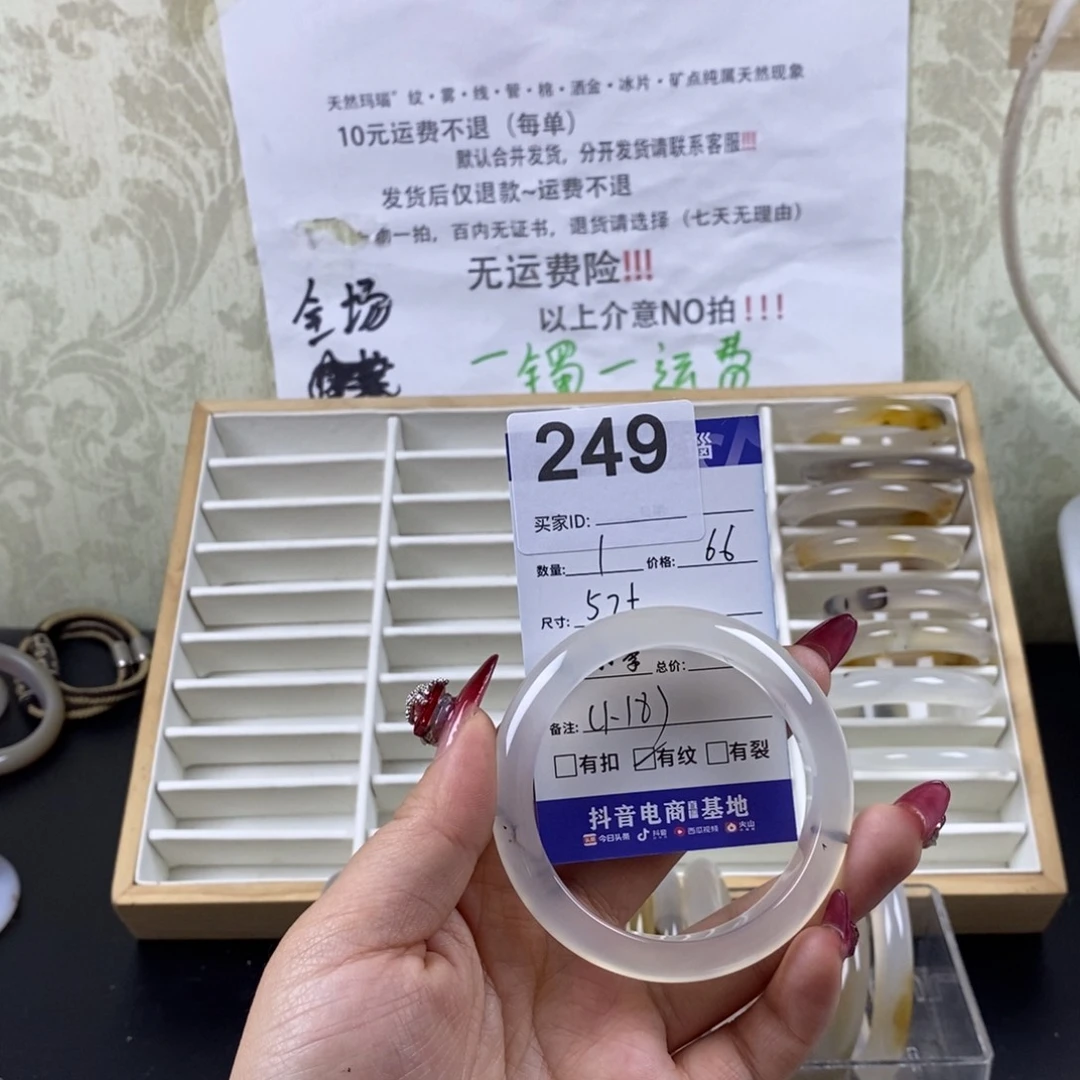 天然玛瑙"纹·雾·线·管·棉·洒金·冰片·矿点纯属天然现象
10元运费不退（每单）
默认合并发货，分开发货请联系客服!!!
发货后仅退款~运费不退
一拍，百内无证书，退货请选择（七天无理由）
无运费险!!!
以上介意NO拍!!!
全场
一镯一运费
249
买家ID:
数量: 1 价格: 66
尺寸: 57+
总价:
备注: (1-18)
有扣 有纹 有裂
抖音电商直播基地
今日头条 抖音 西瓜视频 火山